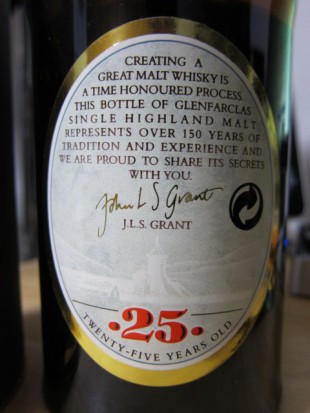 CREATING A
GREAT MALT WHISKY IS
A TIME HONOURED PROCESS
THIS BOTTLE OF GLENFARCLAS
SINGLE HIGHLAND MALT
REPRESENTS OVER 150 YEARS OF
TRADITION AND EXPERIENCE AND
WE ARE PROUD TO SHARE ITS SECRETS
WITH YOU.
John L S Grant
J.L.S. GRANT
·25·
TWENTY-FIVE YEARS OLD